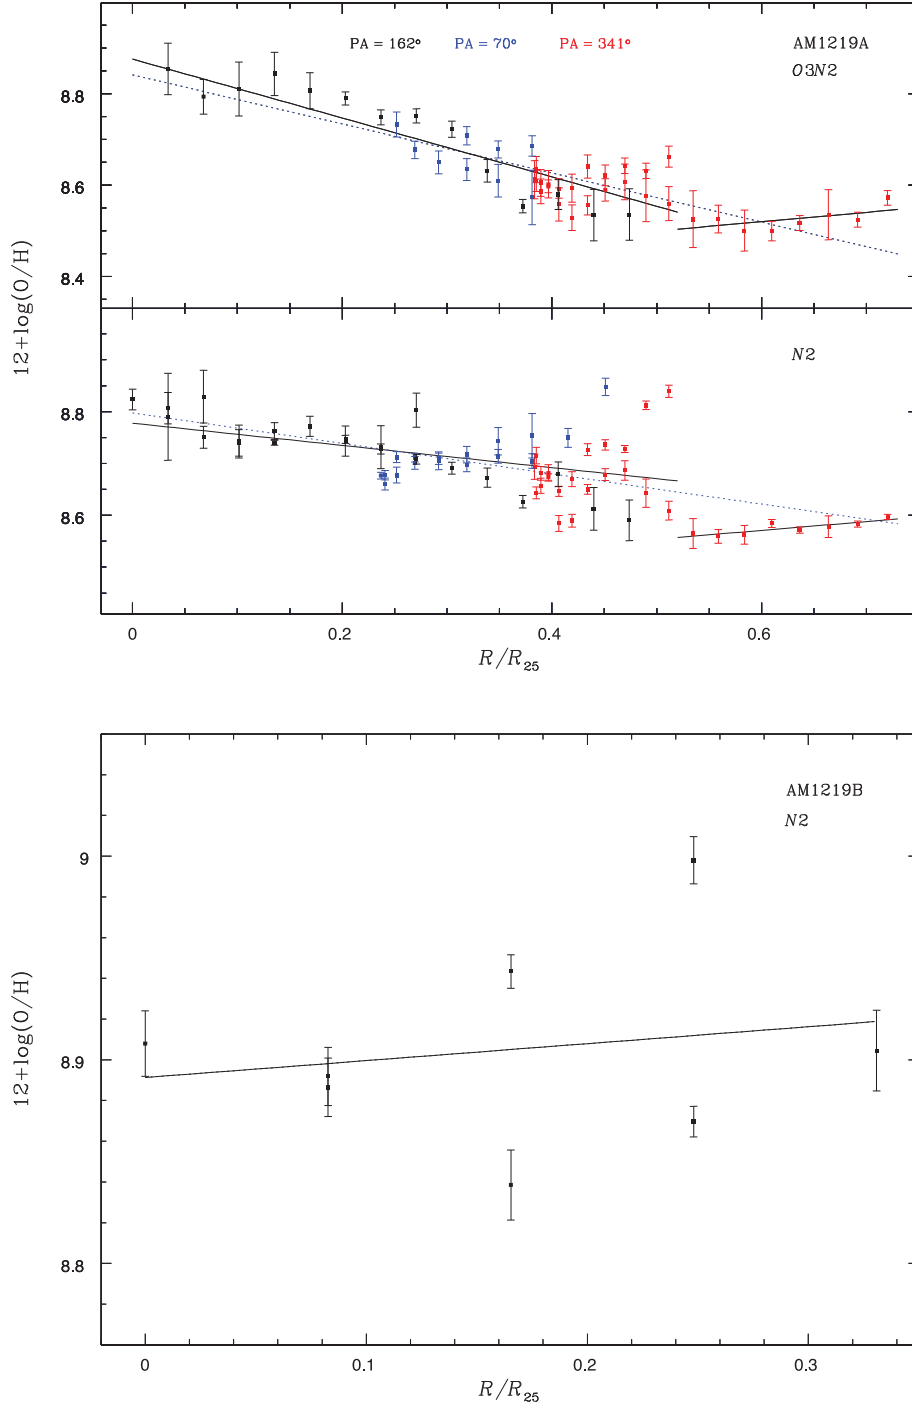 PA = 162° PA = 70° PA = 341° AM1219A
O3N2
8.8
8.6
8.4
12+log(O/H)
N2
8.8
8.6
0 0.2 0.4 0.6
R/R25
AM1219B
N2
9
8.9
8.8
12+log(O/H)
0 0.1 0.2 0.3
R/R25